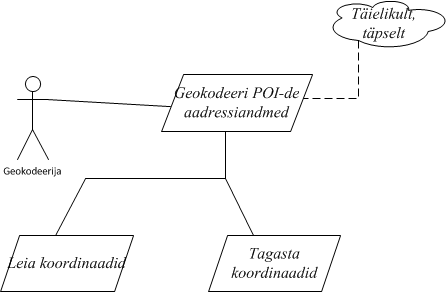 Täielikult,
täpselt
Geokodeeri POI-de
aadressiandmed
Geokodeerija
Leia koordinaadid
Tagasta
koordinaadid